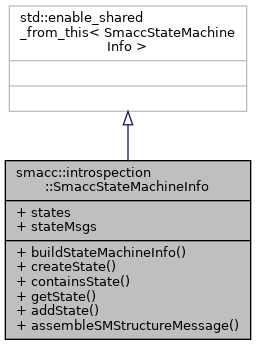 std::enable_shared
_from_this< SmaccStateMachine
Info >
smacc::introspection
::SmaccStateMachineInfo
+ states
+ stateMsgs
+ buildStateMachineInfo()
+ createState()
+ containsState()
+ getState()
+ addState()
+ assembleSMStructureMessage()